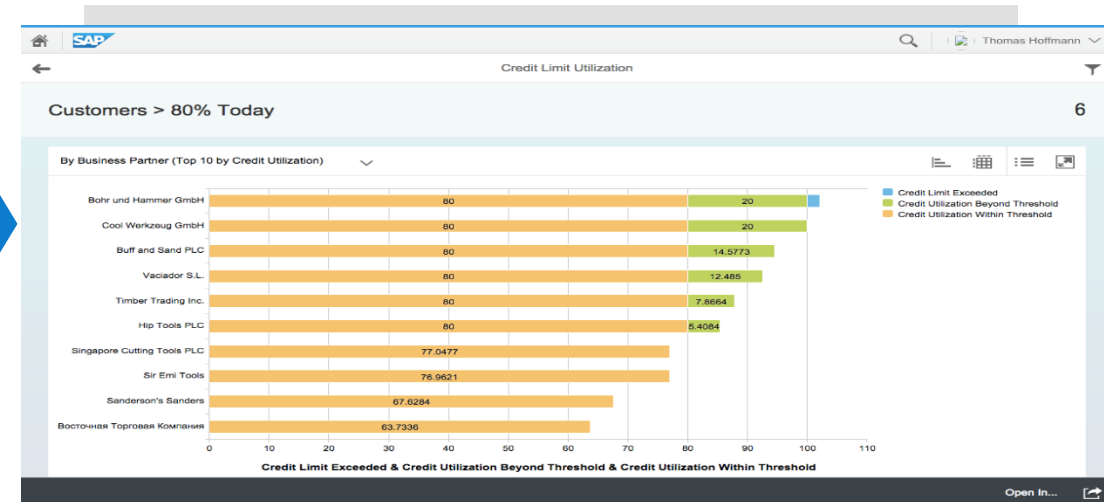 SAP
Thomas Hoffmann
Credit Limit Utilization
Customers > 80% Today
6
By Business Partner (Top 10 by Credit Utilization)
Credit Limit Exceeded
Credit Utilization Beyond Threshold
Credit Utilization Within Threshold
Bohr und Hammer GmbH 80 20
Cool Werkzeug GmbH 80 20
Buff and Sand PLC 80 14.5773
Vaciador S.L. 80 12.485
Timber Trading Inc. 80 7.8664
Hip Tools PLC 80 5.4084
Singapore Cutting Tools PLC 77.0477
Sir Emi Tools 76.9621
Sanderson's Sanders 67.6284
Восточная Торговая Компания 63.7336
0 10 20 30 40 50 60 70 80 90 100 110
Credit Limit Exceeded & Credit Utilization Beyond Threshold & Credit Utilization Within Threshold
Open In...